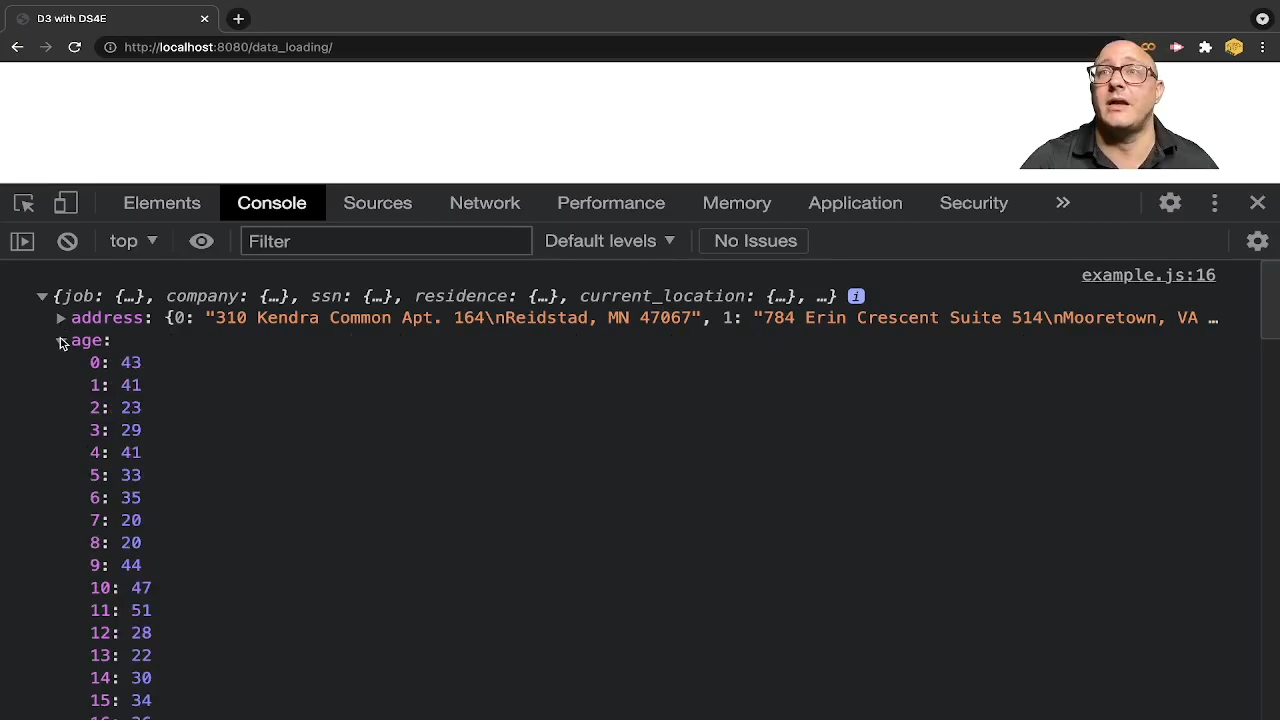 D3 with DS4E
http://localhost:8080/data_loading/
Elements Console Sources Network Performance Memory Application Security
top Filter Default levels No Issues
example.js:16
{job: {…}, company: {…}, ssn: {…}, residence: {…}, current_location: {…}, …} i
address: {0: "310 Kendra Common Apt. 164\nReidstad, MN 47067", 1: "784 Erin Crescent Suite 514\nMooretown, VA …
age:
0: 43
1: 41
2: 23
3: 29
4: 41
5: 33
6: 35
7: 20
8: 20
9: 44
10: 47
11: 51
12: 28
13: 22
14: 30
15: 34